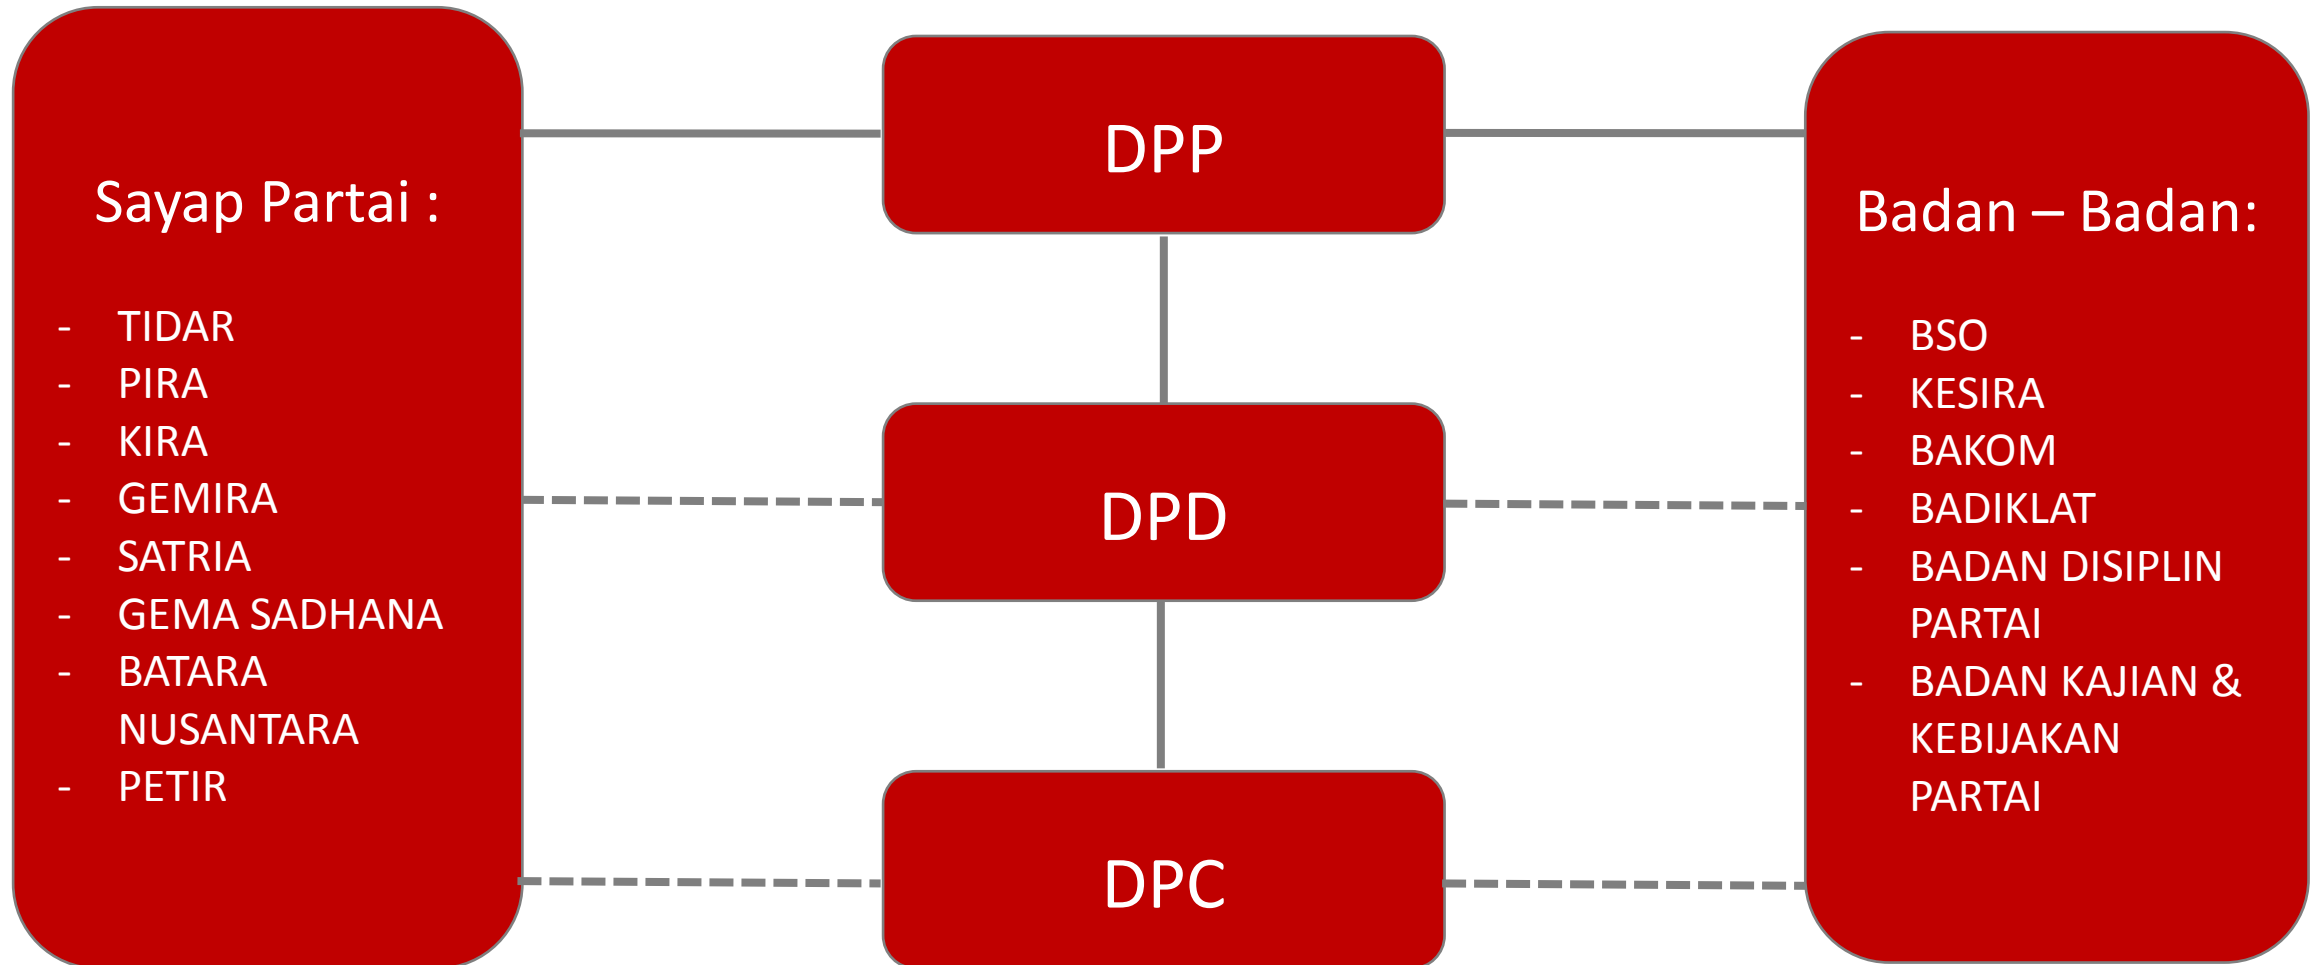 Sayap Partai :
- TIDAR
- PIRA
- KIRA
- GEMIRA
- SATRIA
- GEMA SADHANA
- BATARA
NUSANTARA
- PETIR
DPP
DPD
DPC
Badan – Badan:
- BSO
- KESIRA
- BAKOM
- BADIKLAT
- BADAN DISIPLIN
PARTAI
- BADAN KAJIAN &
KEBIJAKAN
PARTAI